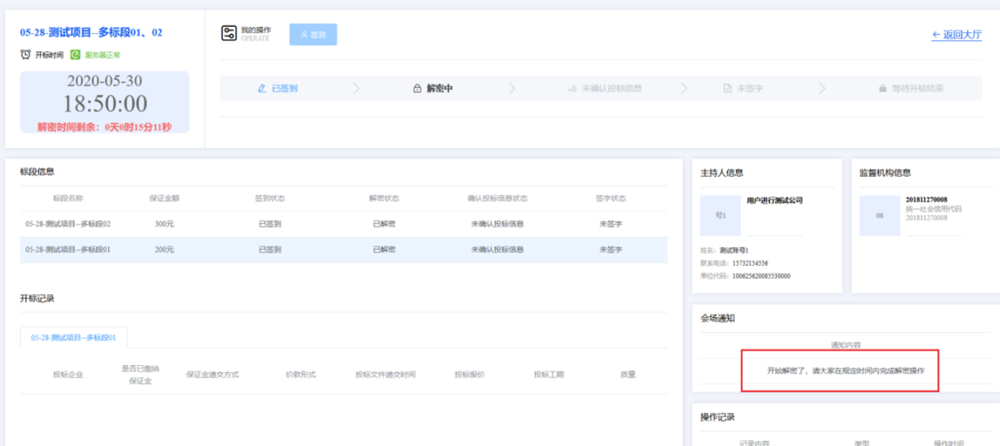 05-28-测试项目--多标段01、02
开标时间 服务器正常
2020-05-30
18:50:00
解密时间剩余：0天0时15分11秒
我的操作
OPERATE
签到
← 返回大厅
已签到 解密中 未确认投标信息 未签字 等待开标结束
标段信息
标段名称 保证金额 签到状态 解密状态 确认投标信息状态 签字状态
05-28-测试项目--多标段02 300元 已签到 已解密 未确认投标信息 未签字
05-28-测试项目--多标段01 200元 已签到 已解密 未确认投标信息 未签字
开标记录
05-28-测试项目--多标段01
投标企业 是否已缴纳保证金 保证金递交方式 价款形式 投标文件递交时间 投标报价 投标工期 质量
主持人信息
号1
用户进行测试公司
姓名：测试账号1
联系电话：15732154556
单位代码：100625620085530000
监督机构信息
08
201811270008
统一社会信用代码
201811270008
会场通知
通知内容
开始解密了，请大家在规定时间内完成解密操作
操作记录
记录内容 类型 操作时间